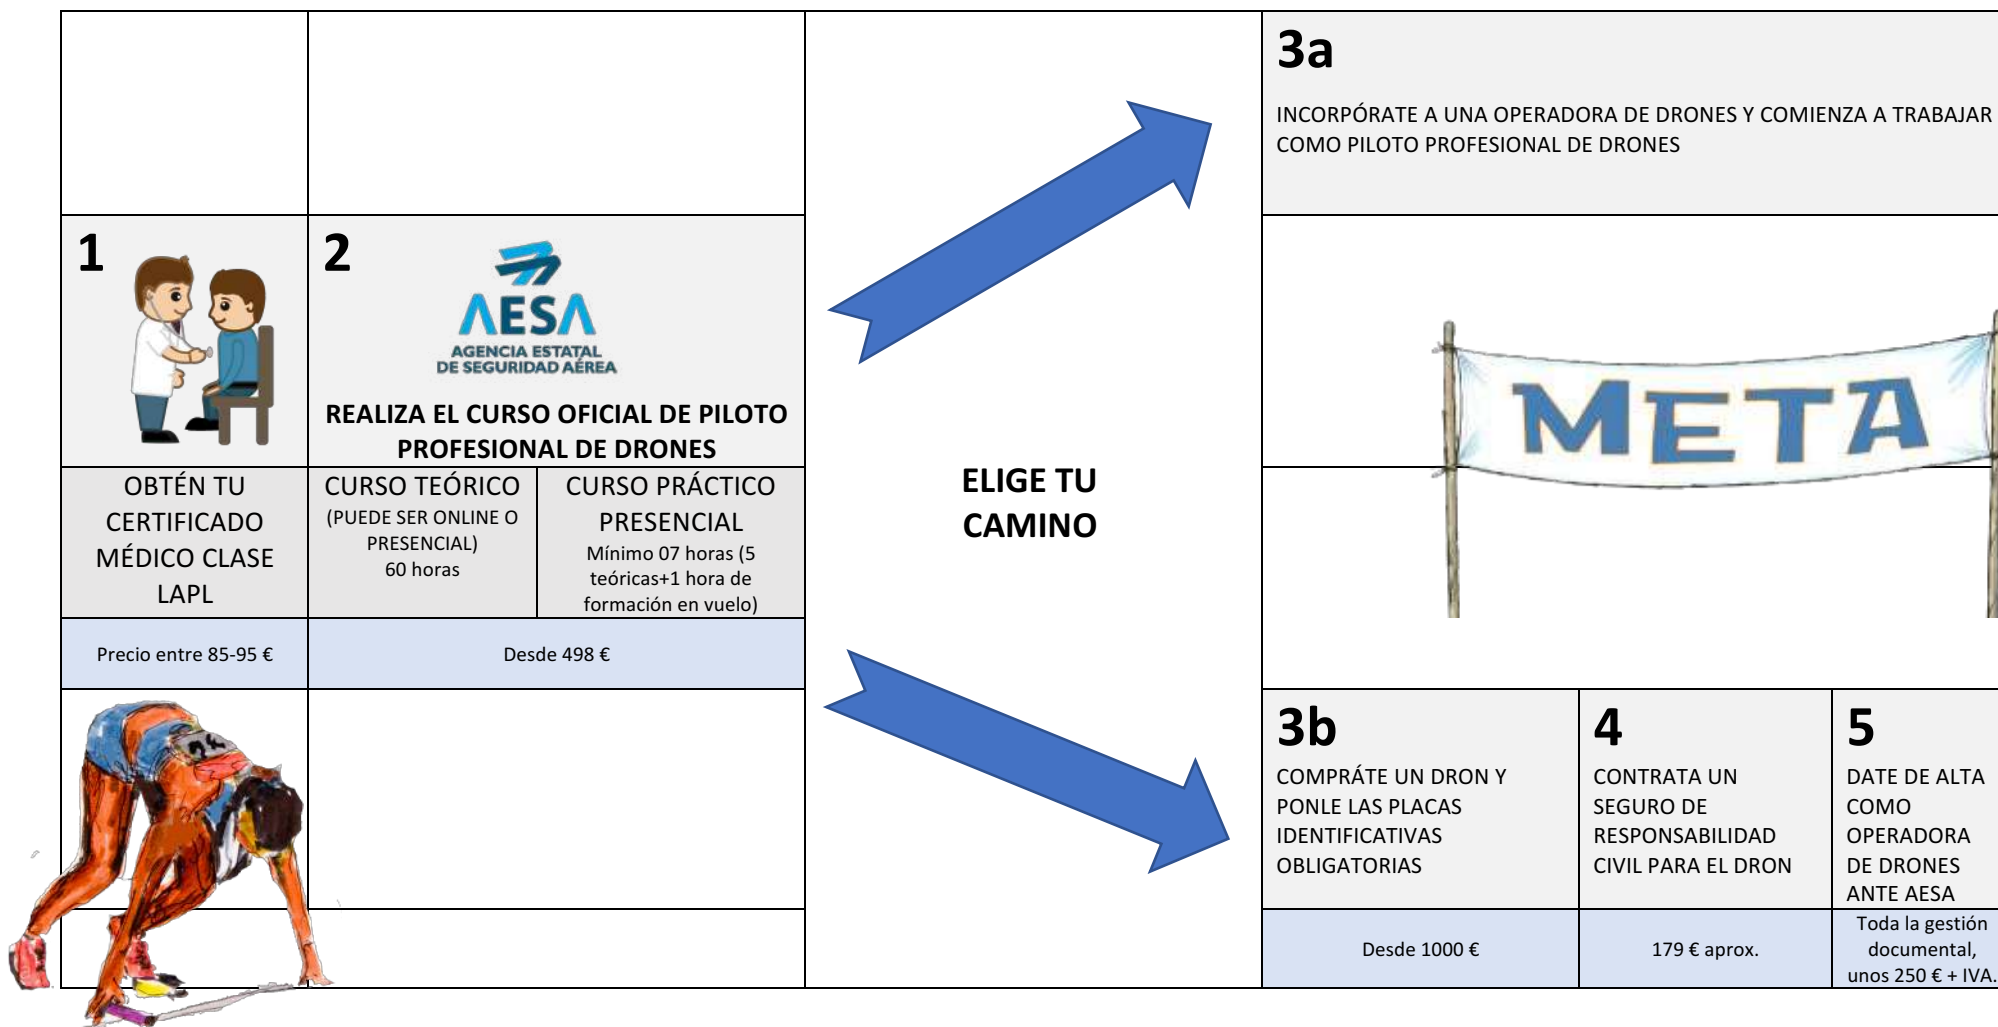 3a
INCORPÓRATE A UNA OPERADORA DE DRONES Y COMIENZA A TRABAJAR
COMO PILOTO PROFESIONAL DE DRONES
1
2
AESA
AGENCIA ESTATAL
DE SEGURIDAD AÉREA
REALIZA EL CURSO OFICIAL DE PILOTO
PROFESIONAL DE DRONES
OBTÉN TU
CERTIFICADO
MÉDICO CLASE
LAPL
CURSO TEÓRICO
(PUEDE SER ONLINE O
PRESENCIAL)
60 horas
CURSO PRÁCTICO
PRESENCIAL
Mínimo 07 horas (5
teóricas+1 hora de
formación en vuelo)
Precio entre 85-95 €
Desde 498 €
ELIGE TU
CAMINO
META
3b
COMPRÁTE UN DRON Y
PONLE LAS PLACAS
IDENTIFICATIVAS
OBLIGATORIAS
4
CONTRATA UN
SEGURO DE
RESPONSABILIDAD
CIVIL PARA EL DRON
5
DATE DE ALTA
COMO
OPERADORA
DE DRONES
ANTE AESA
Desde 1000 €
179 € aprox.
Toda la gestión
documental,
unos 250 € + IVA.